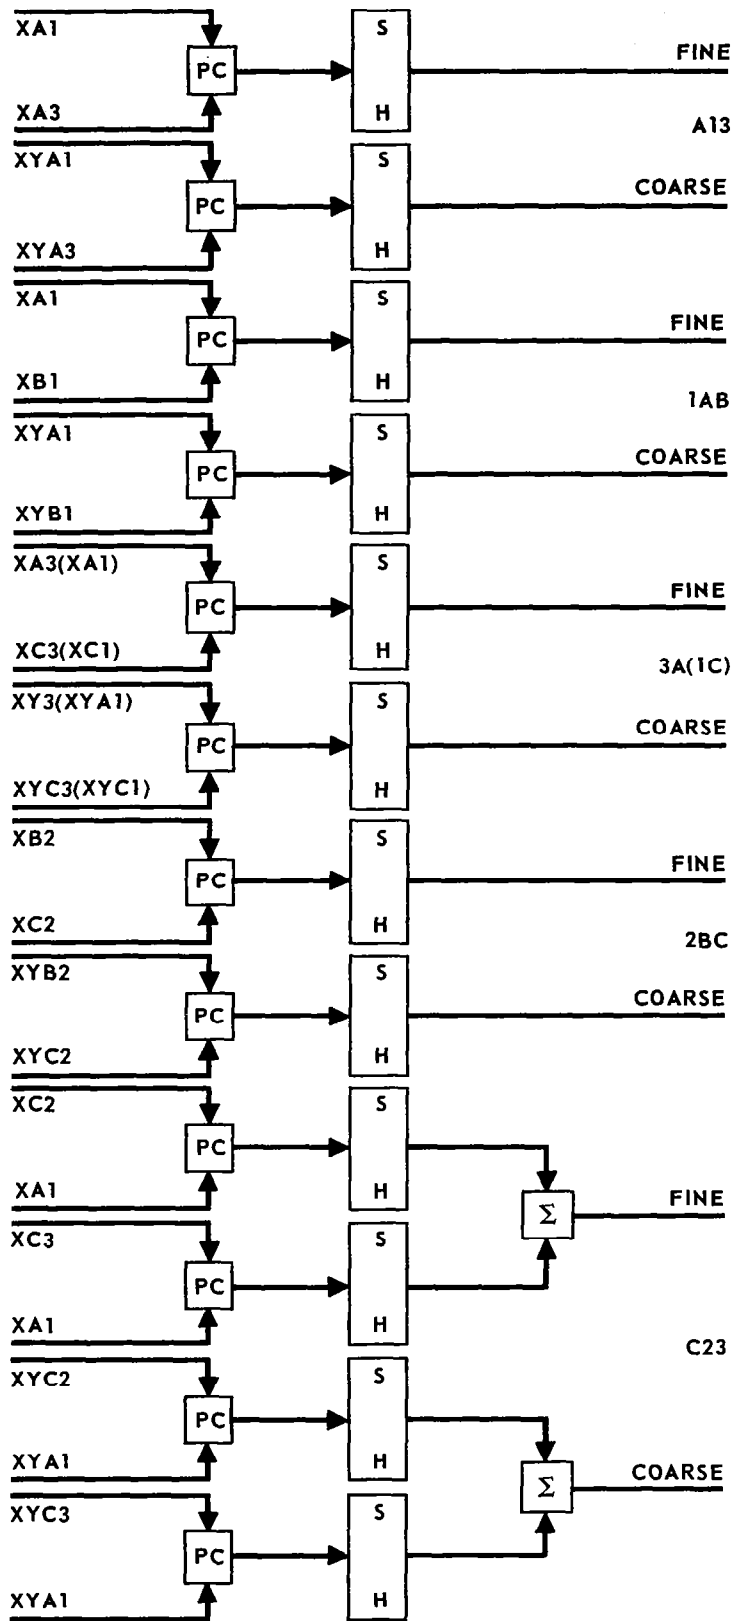 XA1
S
FINE
PC
XA3
H
A13
XYA1
S
COARSE
PC
XYA3
H
XA1
S
FINE
PC
XB1
H
1AB
XYA1
S
COARSE
PC
XYB1
H
XA3(XA1)
S
FINE
PC
XC3(XC1)
H
3A(1C)
XY3(XYA1)
S
COARSE
PC
XYC3(XYC1)
H
XB2
S
FINE
PC
XC2
H
2BC
XYB2
S
COARSE
PC
XYC2
H
XC2
S
PC
XA1
H
Σ
FINE
XC3
S
PC
XA1
H
C23
XYC2
S
PC
XYA1
H
Σ
COARSE
XYC3
S
PC
XYA1
H